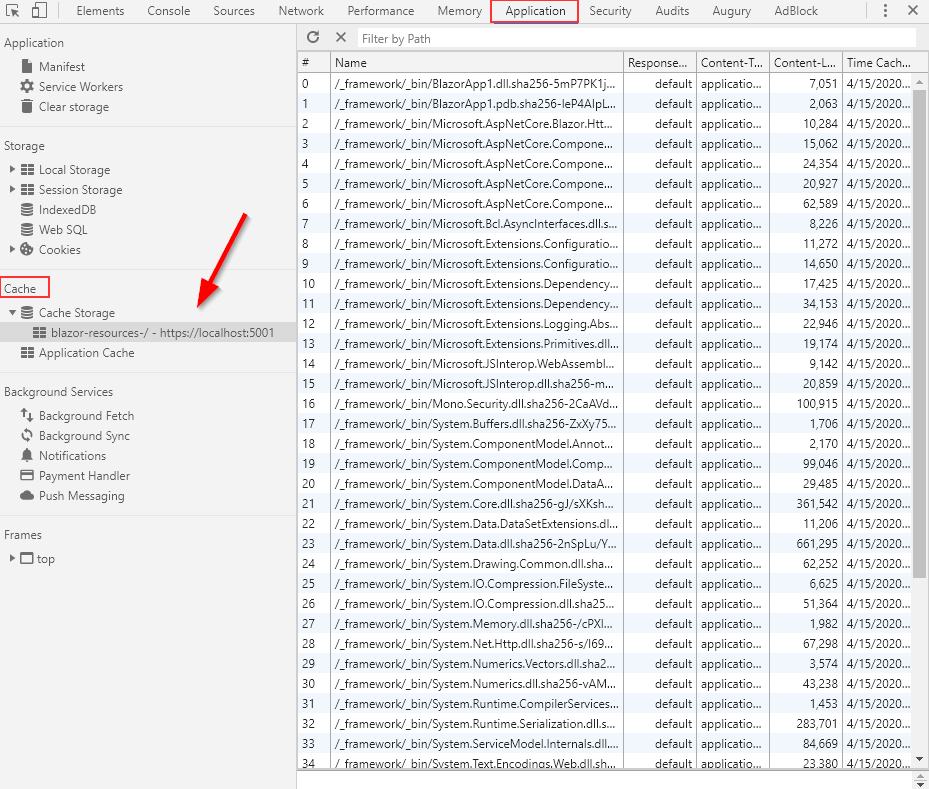 Elements Console Sources Network Performance Memory Application Security Audits Augury AdBlock
Application
Manifest
Service Workers
Clear storage
Storage
Local Storage
Session Storage
IndexedDB
Web SQL
Cookies
Cache
Cache Storage
blazor-resources-/ - https://localhost:5001
Application Cache
Background Services
Background Fetch
Background Sync
Notifications
Payment Handler
Push Messaging
Frames
top
Filter by Path
# Name Response... Content-T... Content-L... Time Cach...
0 /_framework/_bin/BlazorApp1.dll.sha256-5mP7PK1j... default applicatio... 7,051 4/15/2020...
1 /_framework/_bin/BlazorApp1.pdb.sha256-IeP4AlpL... default applicatio... 2,063 4/15/2020...
2 /_framework/_bin/Microsoft.AspNetCore.Blazor.Htt... default applicatio... 10,284 4/15/2020...
3 /_framework/_bin/Microsoft.AspNetCore.Compone... default applicatio... 15,062 4/15/2020...
4 /_framework/_bin/Microsoft.AspNetCore.Compone... default applicatio... 24,354 4/15/2020...
5 /_framework/_bin/Microsoft.AspNetCore.Compone... default applicatio... 20,927 4/15/2020...
6 /_framework/_bin/Microsoft.AspNetCore.Compone... default applicatio... 62,589 4/15/2020...
7 /_framework/_bin/Microsoft.Bcl.AsyncInterfaces.dll.s... default applicatio... 8,226 4/15/2020...
8 /_framework/_bin/Microsoft.Extensions.Configuratio... default applicatio... 11,272 4/15/2020...
9 /_framework/_bin/Microsoft.Extensions.Configuratio... default applicatio... 14,650 4/15/2020...
10 /_framework/_bin/Microsoft.Extensions.Dependency... default applicatio... 17,425 4/15/2020...
11 /_framework/_bin/Microsoft.Extensions.Dependency... default applicatio... 34,153 4/15/2020...
12 /_framework/_bin/Microsoft.Extensions.Logging.Abs... default applicatio... 22,946 4/15/2020...
13 /_framework/_bin/Microsoft.Extensions.Primitives.dll... default applicatio... 19,174 4/15/2020...
14 /_framework/_bin/Microsoft.JSInterop.WebAssembl... default applicatio... 9,142 4/15/2020...
15 /_framework/_bin/Microsoft.JSInterop.dll.sha256-m... default applicatio... 20,859 4/15/2020...
16 /_framework/_bin/Mono.Security.dll.sha256-2CaAVd... default applicatio... 100,915 4/15/2020...
17 /_framework/_bin/System.Buffers.dll.sha256-ZxXy75... default applicatio... 1,706 4/15/2020...
18 /_framework/_bin/System.ComponentModel.Annot... default applicatio... 2,170 4/15/2020...
19 /_framework/_bin/System.ComponentModel.Comp... default applicatio... 99,046 4/15/2020...
20 /_framework/_bin/System.ComponentModel.DataA... default applicatio... 29,485 4/15/2020...
21 /_framework/_bin/System.Core.dll.sha256-gJ/sXKsh... default applicatio... 361,542 4/15/2020...
22 /_framework/_bin/System.Data.DataSetExtensions.dl... default applicatio... 11,206 4/15/2020...
23 /_framework/_bin/System.Data.dll.sha256-2nSpLu/Y... default applicatio... 661,295 4/15/2020...
24 /_framework/_bin/System.Drawing.Common.dll.sha... default applicatio... 62,252 4/15/2020...
25 /_framework/_bin/System.IO.Compression.FileSyste... default applicatio... 6,625 4/15/2020...
26 /_framework/_bin/System.IO.Compression.dll.sha25... default applicatio... 51,364 4/15/2020...
27 /_framework/_bin/System.Memory.dll.sha256-/cPXI... default applicatio... 1,982 4/15/2020...
28 /_framework/_bin/System.Net.Http.dll.sha256-s/I69... default applicatio... 67,298 4/15/2020...
29 /_framework/_bin/System.Numerics.Vectors.dll.sha2... default applicatio... 3,574 4/15/2020...
30 /_framework/_bin/System.Numerics.dll.sha256-vAM... default applicatio... 43,238 4/15/2020...
31 /_framework/_bin/System.Runtime.CompilerServices... default applicatio... 1,453 4/15/2020...
32 /_framework/_bin/System.Runtime.Serialization.dll.s... default applicatio... 283,701 4/15/2020...
33 /_framework/_bin/System.ServiceModel.Internals.dll.... default applicatio... 84,669 4/15/2020...
34 /_framework/_bin/System.Text.Encodings.Web.dll.sh... default applicatio... 23,380 4/15/2020...